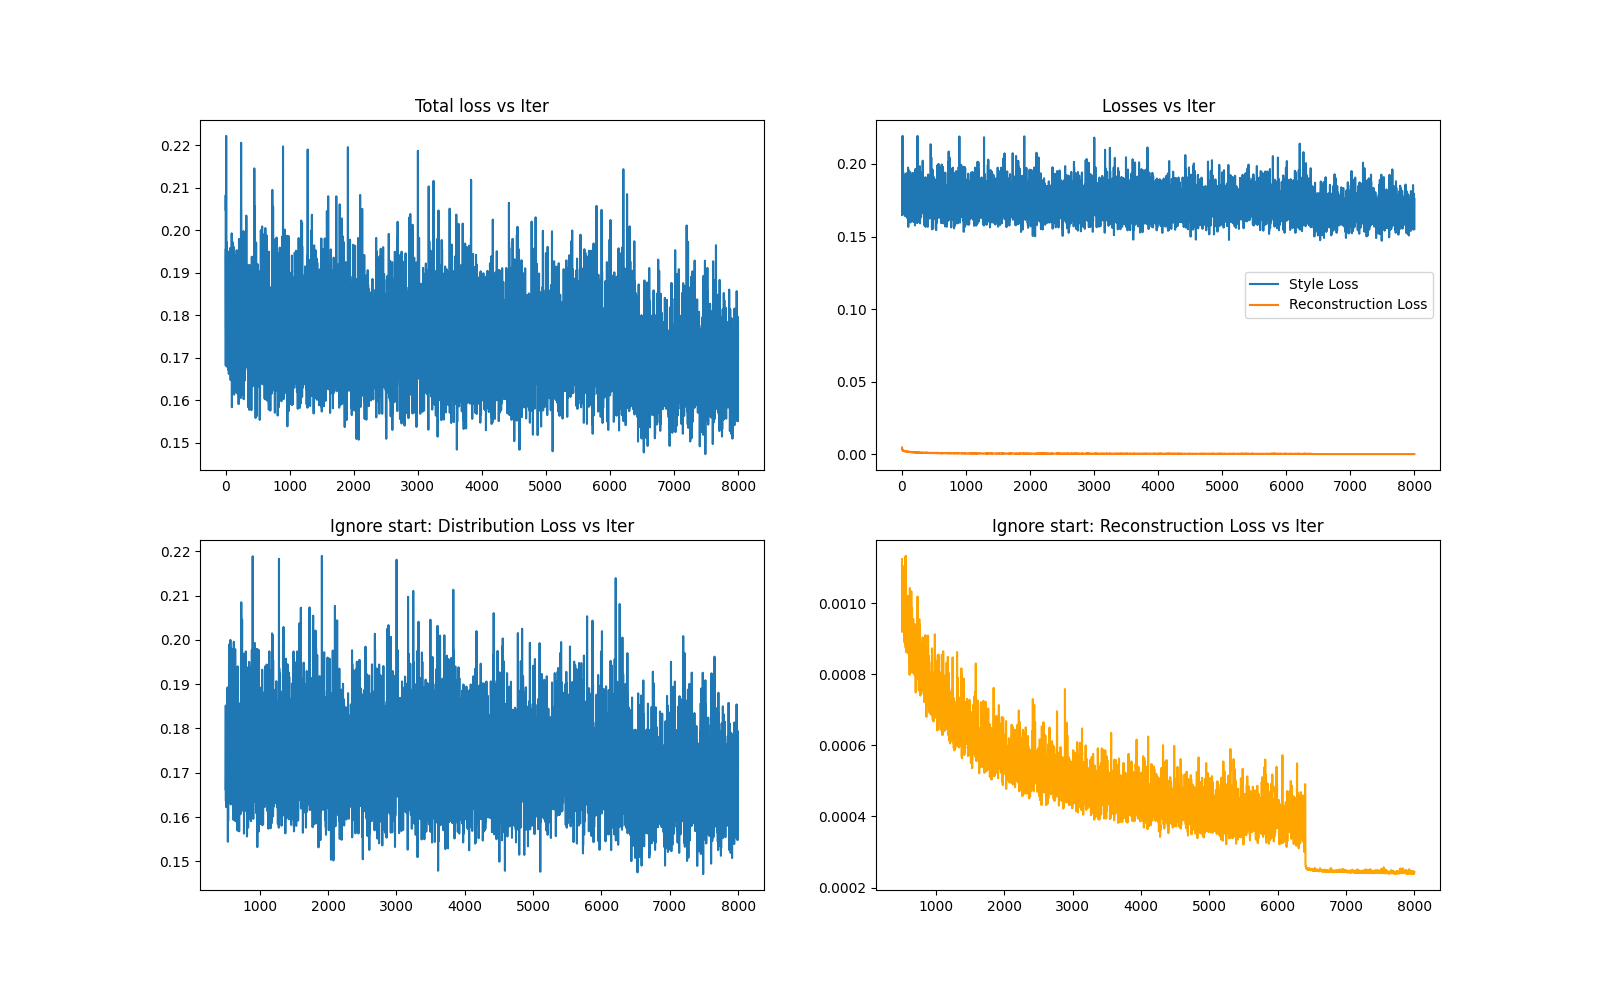 Total loss vs Iter
0.22
0.21
0.20
0.19
0.18
0.17
0.16
0.15
0 1000 2000 3000 4000 5000 6000 7000 8000
Losses vs Iter
0.20
0.15
0.10
0.05
0.00
Style Loss
Reconstruction Loss
0 1000 2000 3000 4000 5000 6000 7000 8000
Ignore start: Distribution Loss vs Iter
0.22
0.21
0.20
0.19
0.18
0.17
0.16
0.15
1000 2000 3000 4000 5000 6000 7000 8000
Ignore start: Reconstruction Loss vs Iter
0.0010
0.0008
0.0006
0.0004
0.0002
1000 2000 3000 4000 5000 6000 7000 8000